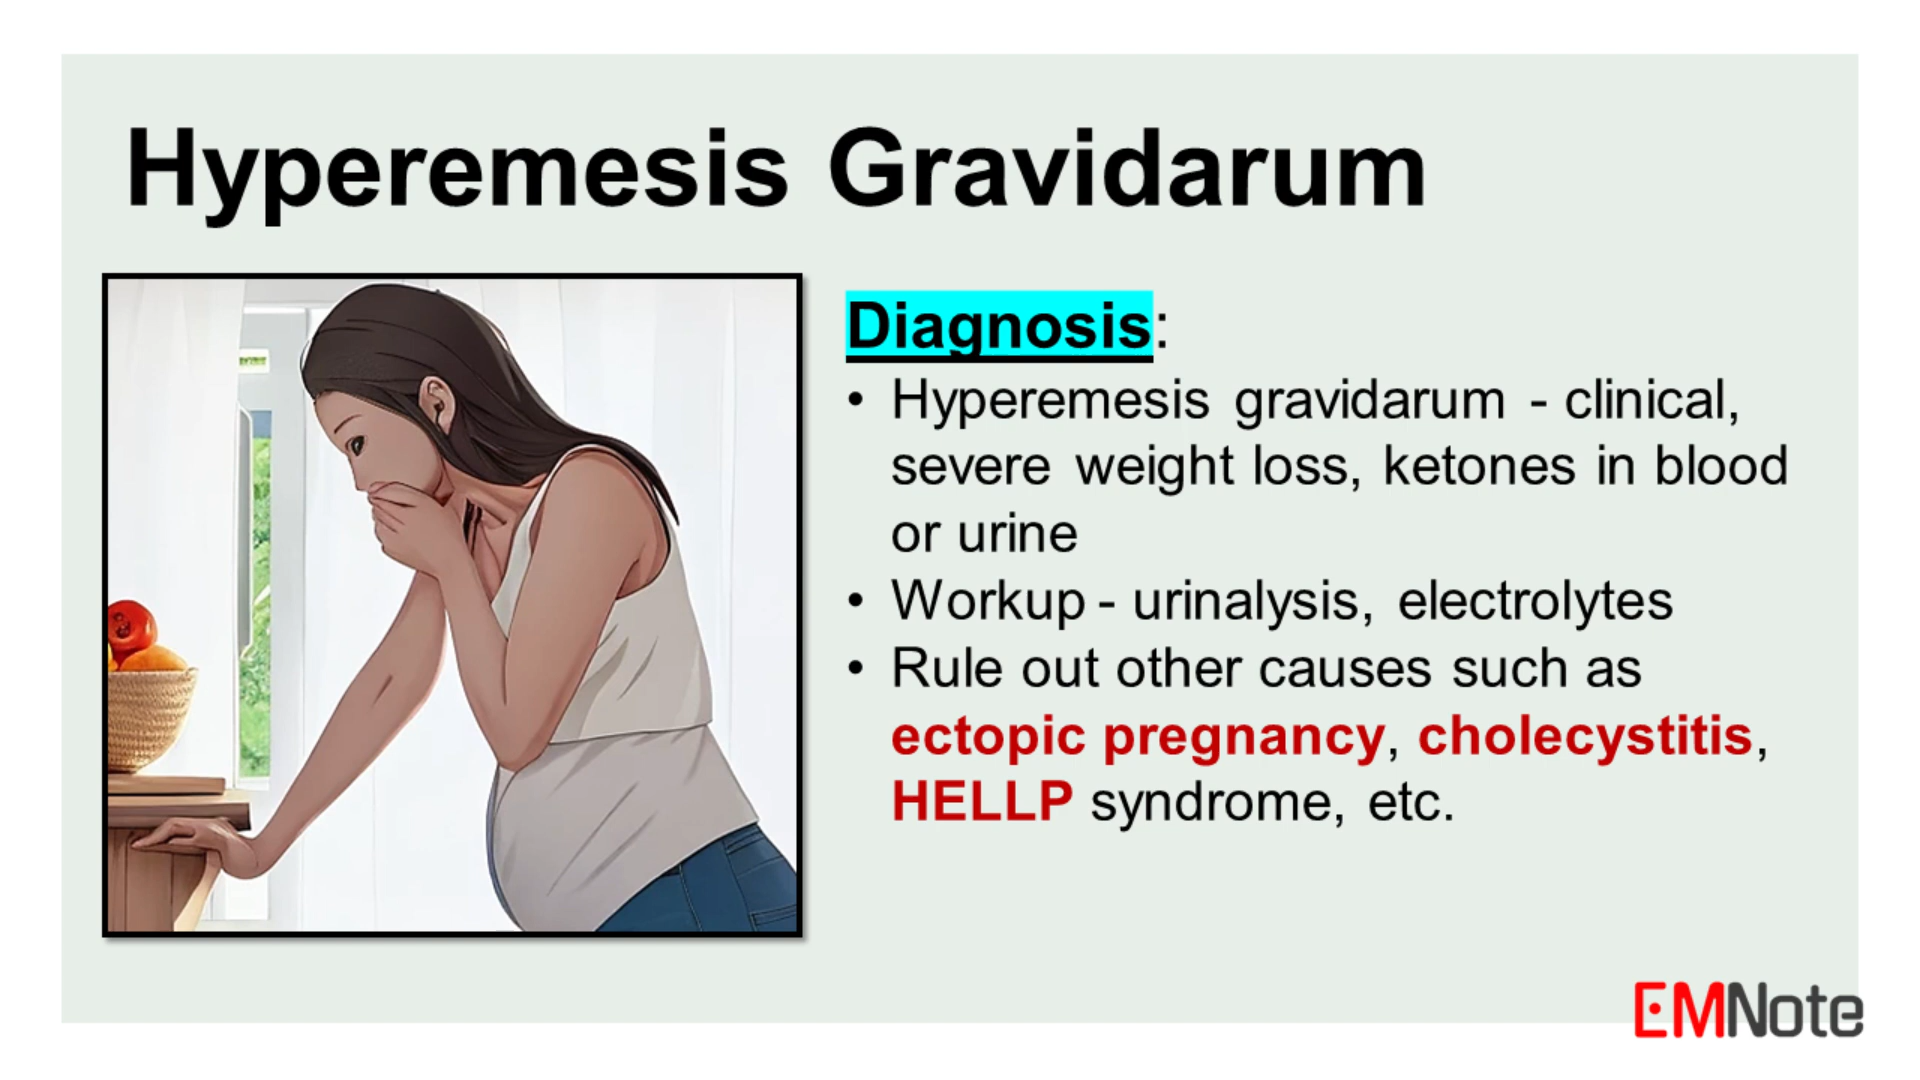 Hyperemesis Gravidarum
Diagnosis:
• Hyperemesis gravidarum - clinical,
severe weight loss, ketones in blood
or urine
• Workup - urinalysis, electrolytes
• Rule out other causes such as
ectopic pregnancy, cholecystitis,
HELLP syndrome, etc.
EMNote